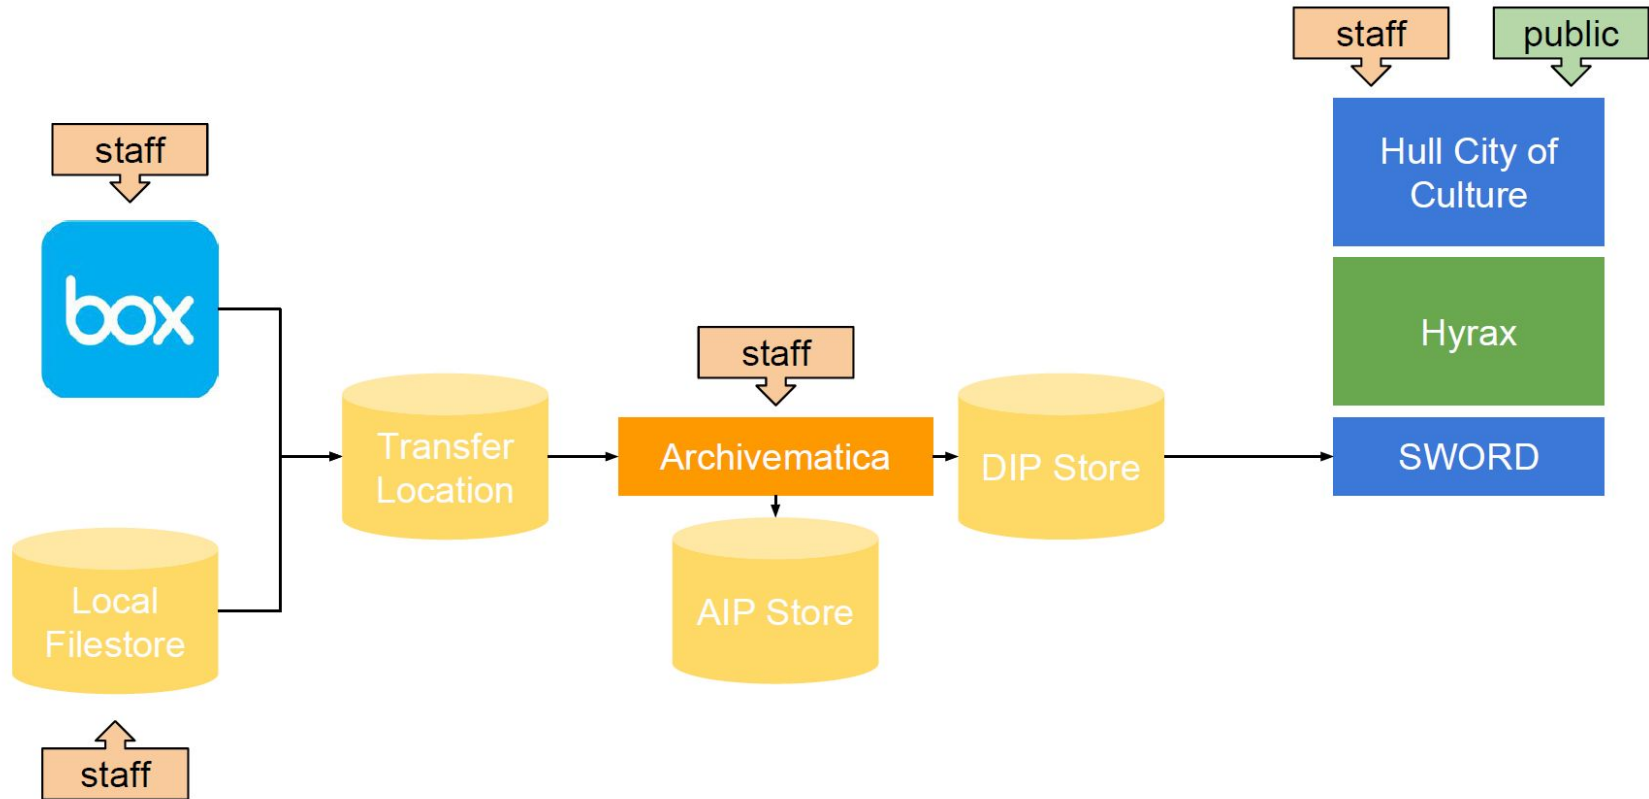 staff
public
Hull City of
Culture
staff
box
Hyrax
staff
Transfer
Location
Archivematica
DIP Store
SWORD
Local
Filestore
AIP Store
staff